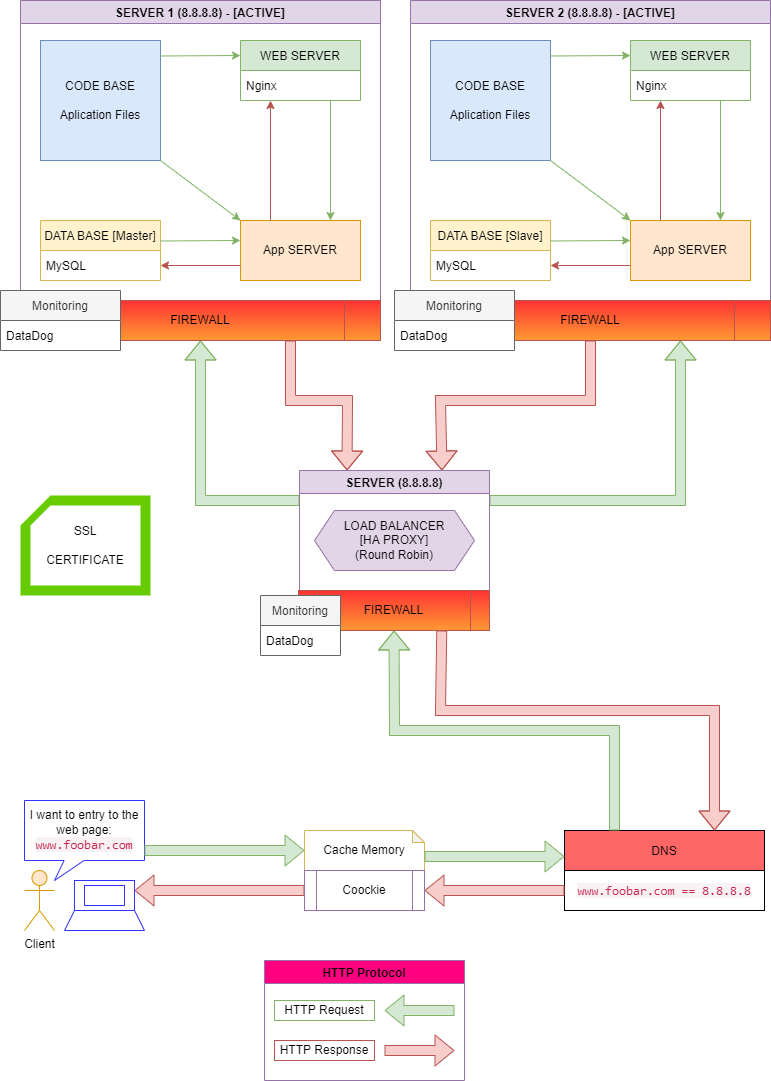 SERVER 1 (8.8.8.8) - [ACTIVE]
CODE BASE
Aplication Files
WEB SERVER
Nginx
DATA BASE [Master]
MySQL
App SERVER
Monitoring
DataDog
FIREWALL
SERVER 2 (8.8.8.8) - [ACTIVE]
CODE BASE
Aplication Files
WEB SERVER
Nginx
DATA BASE [Slave]
MySQL
App SERVER
Monitoring
DataDog
FIREWALL
SERVER (8.8.8.8)
LOAD BALANCER
[HA PROXY]
(Round Robin)
SSL
CERTIFICATE
Monitoring
DataDog
FIREWALL
I want to entry to the
web page:
www.foobar.com
Client
Cache Memory
Coockie
DNS
www.foobar.com == 8.8.8.8
HTTP Protocol
HTTP Request
HTTP Response